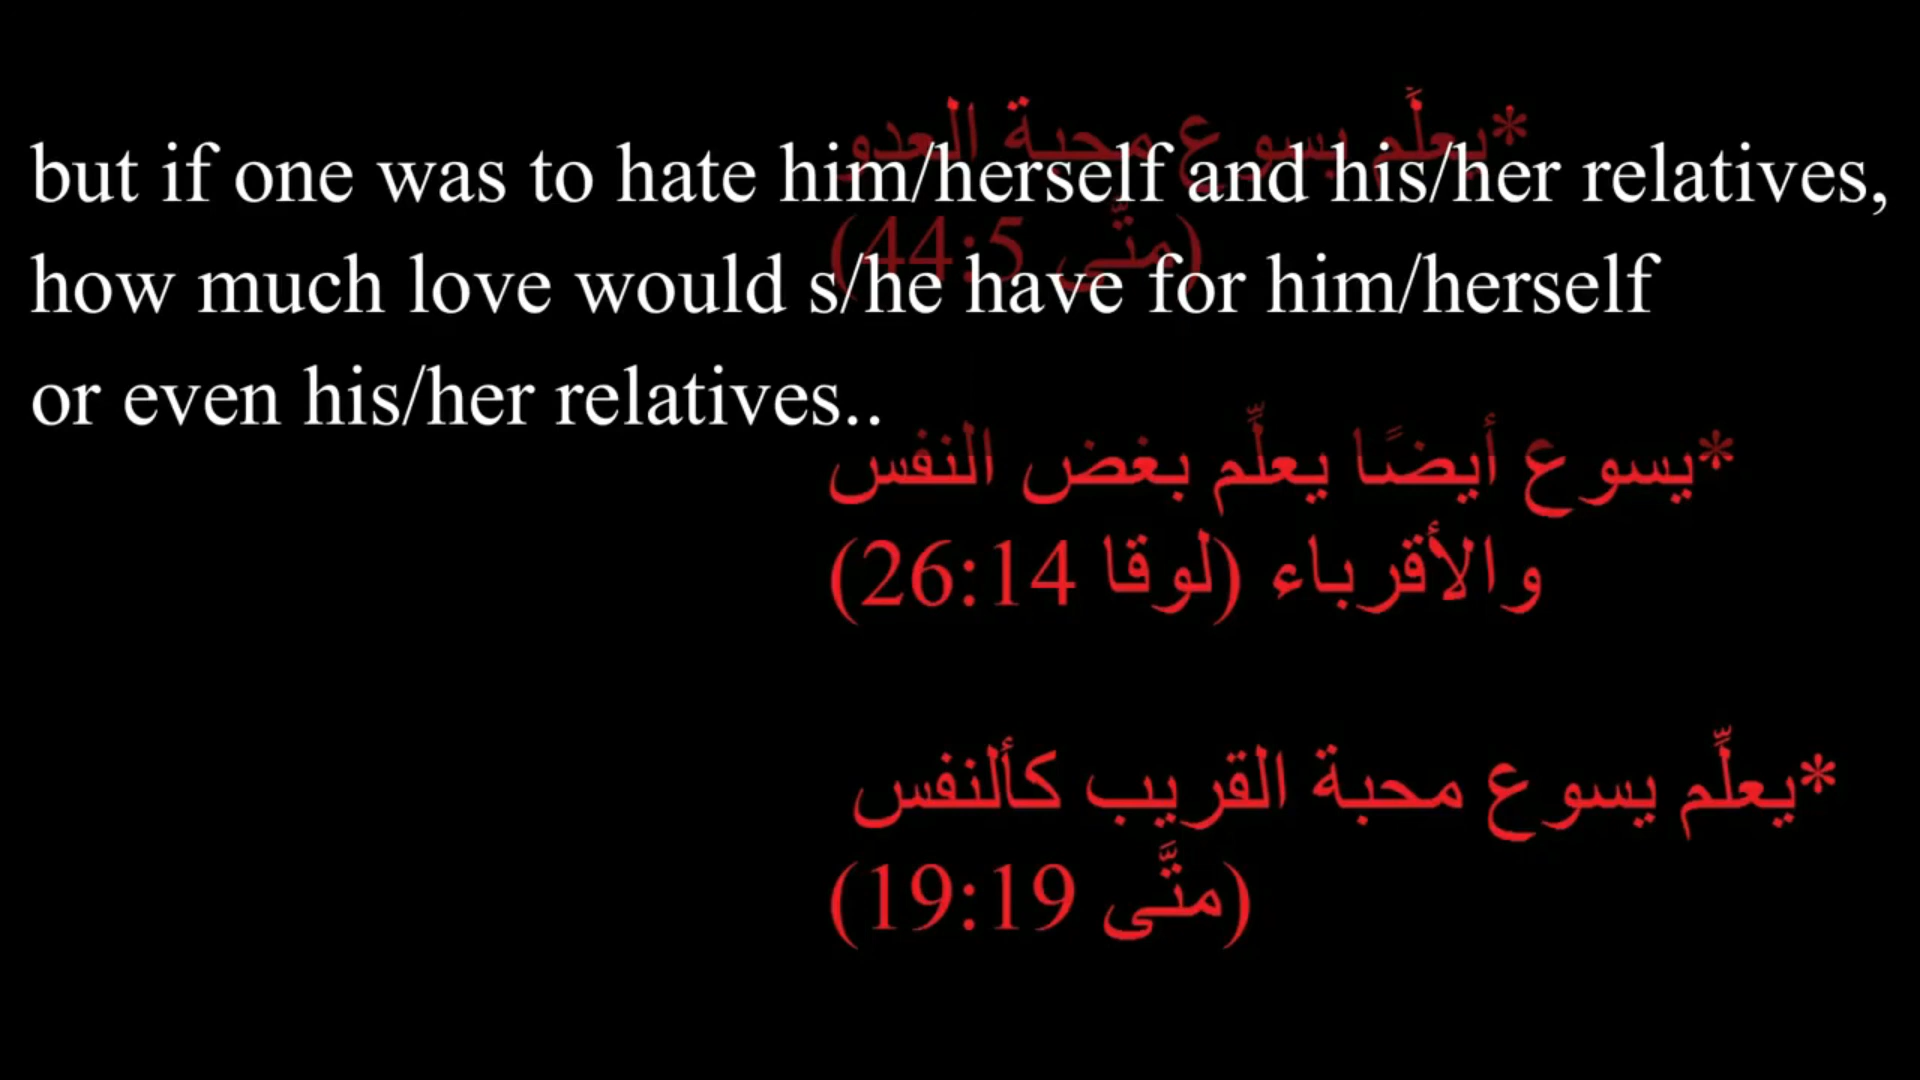 but if one was to hate him/herself and his/her relatives,
how much love would s/he have for him/herself
or even his/her relatives..
*يعلِّم يسوع محبة العدو
(متَّى 44:5)
*يسوع أيضًا يعلِّم بغض النفس
والأقرباء (لوقا 26:14)
*يعلِّم يسوع محبة القريب كألنفس
(متَّى 19:19)